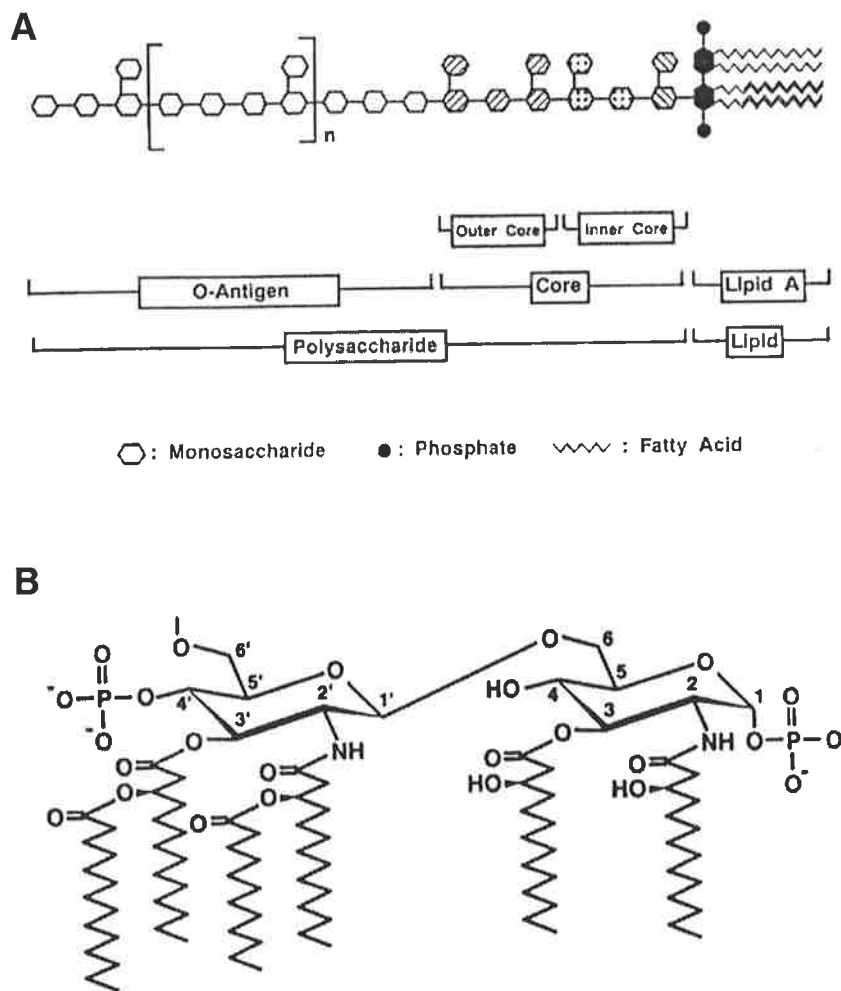 A
n
Outer Core Inner Core
O-Antigen Core Lipid A
Polysaccharide Lipid
: Monosaccharide : Phosphate : Fatty Acid
B
O 6' O 6
O O 5 O
⁻O-P-O 4' 5' 2' 1' HO 4 2 1
⁻O O 3' NH O 3 NH O-P-O
O O O O O O⁻
O O HO HO
O O